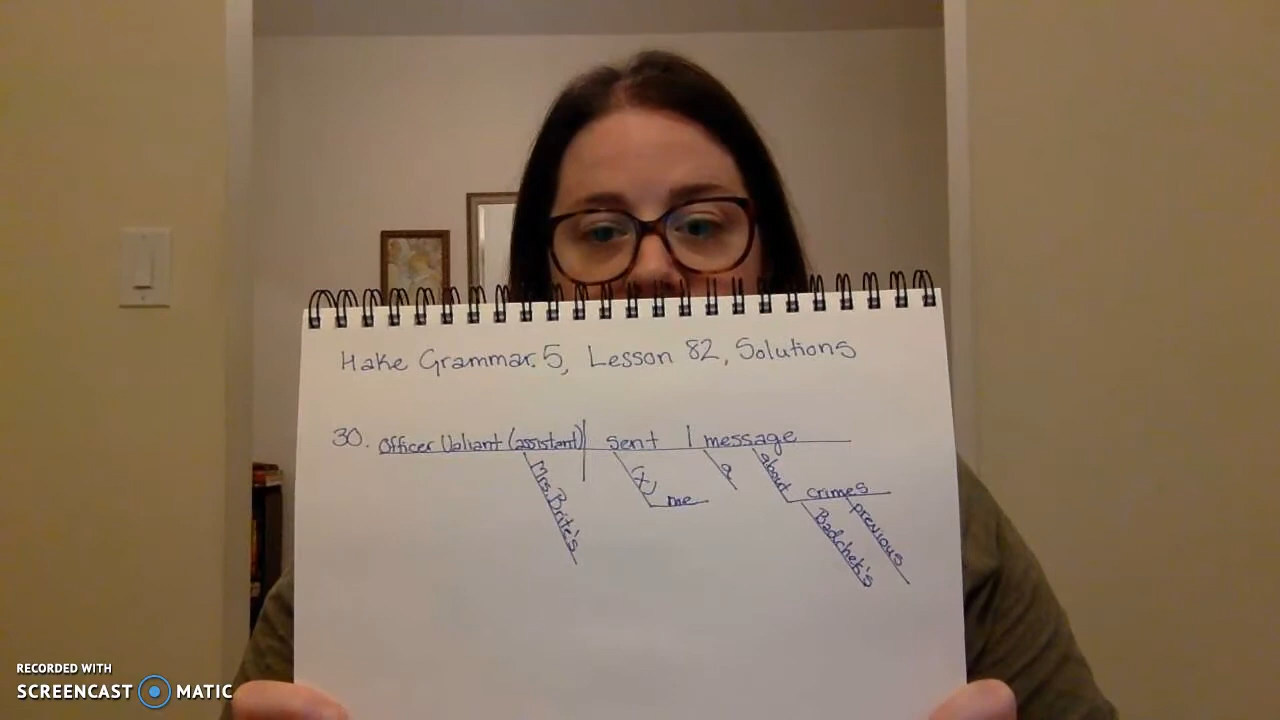 Hake Grammar 5, Lesson 82, Solutions
30. Officer Valiant (assistant) sent message
Mrs. Brite's
(x) me
a
about crimes
Badchek's
previous
RECORDED WITH
SCREENCAST MATIC